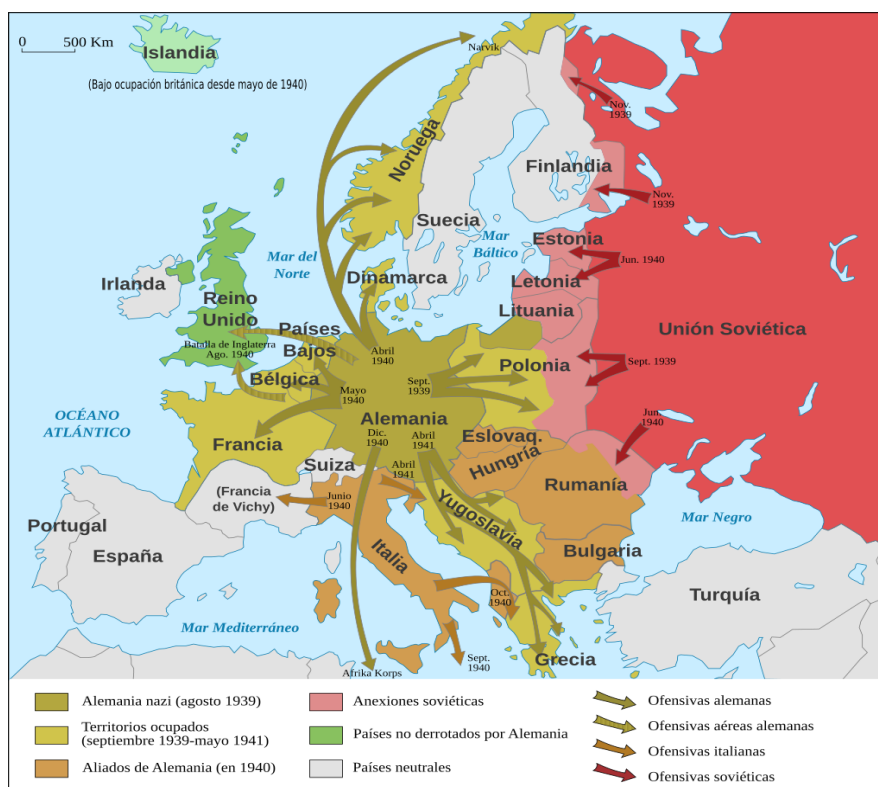 0 500 Km
Islandia
(Bajo ocupación británica desde mayo de 1940)
Narvik
Nov.
1939
Noruega
Finlandia
Nov.
1939
Suecia
Mar
Báltico
Estonia
Jun. 1940
Mar del
Norte
Dinamarca
Letonia
Irlanda
Reino
Unido
Lituania
Unión Soviética
Países
Bajos
Batalla de Inglaterra
Ago. 1940
Abril
1940
Polonia
Sept. 1939
Bélgica
Mayo
1940
Sept.
1939
OCÉANO
ATLÁNTICO
Alemania
Jun.
1940
Francia
Dic.
1940
Abril
1941
Eslovaq.
Suiza
Abril
1941
Hungría
(Francia
de Vichy)
Junio
1940
Rumanía
Portugal
España
Yugoslavia
Mar Negro
Italia
Bulgaria
Oct.
1940
Turquía
Mar Mediterráneo
Afrika Korps
Sept.
1940
Grecia
Alemania nazi (agosto 1939)
Territorios ocupados
(septiembre 1939-mayo 1941)
Aliados de Alemania (en 1940)
Anexiones soviéticas
Países no derrotados por Alemania
Países neutrales
Ofensivas alemanas
Ofensivas aéreas alemanas
Ofensivas italianas
Ofensivas soviéticas